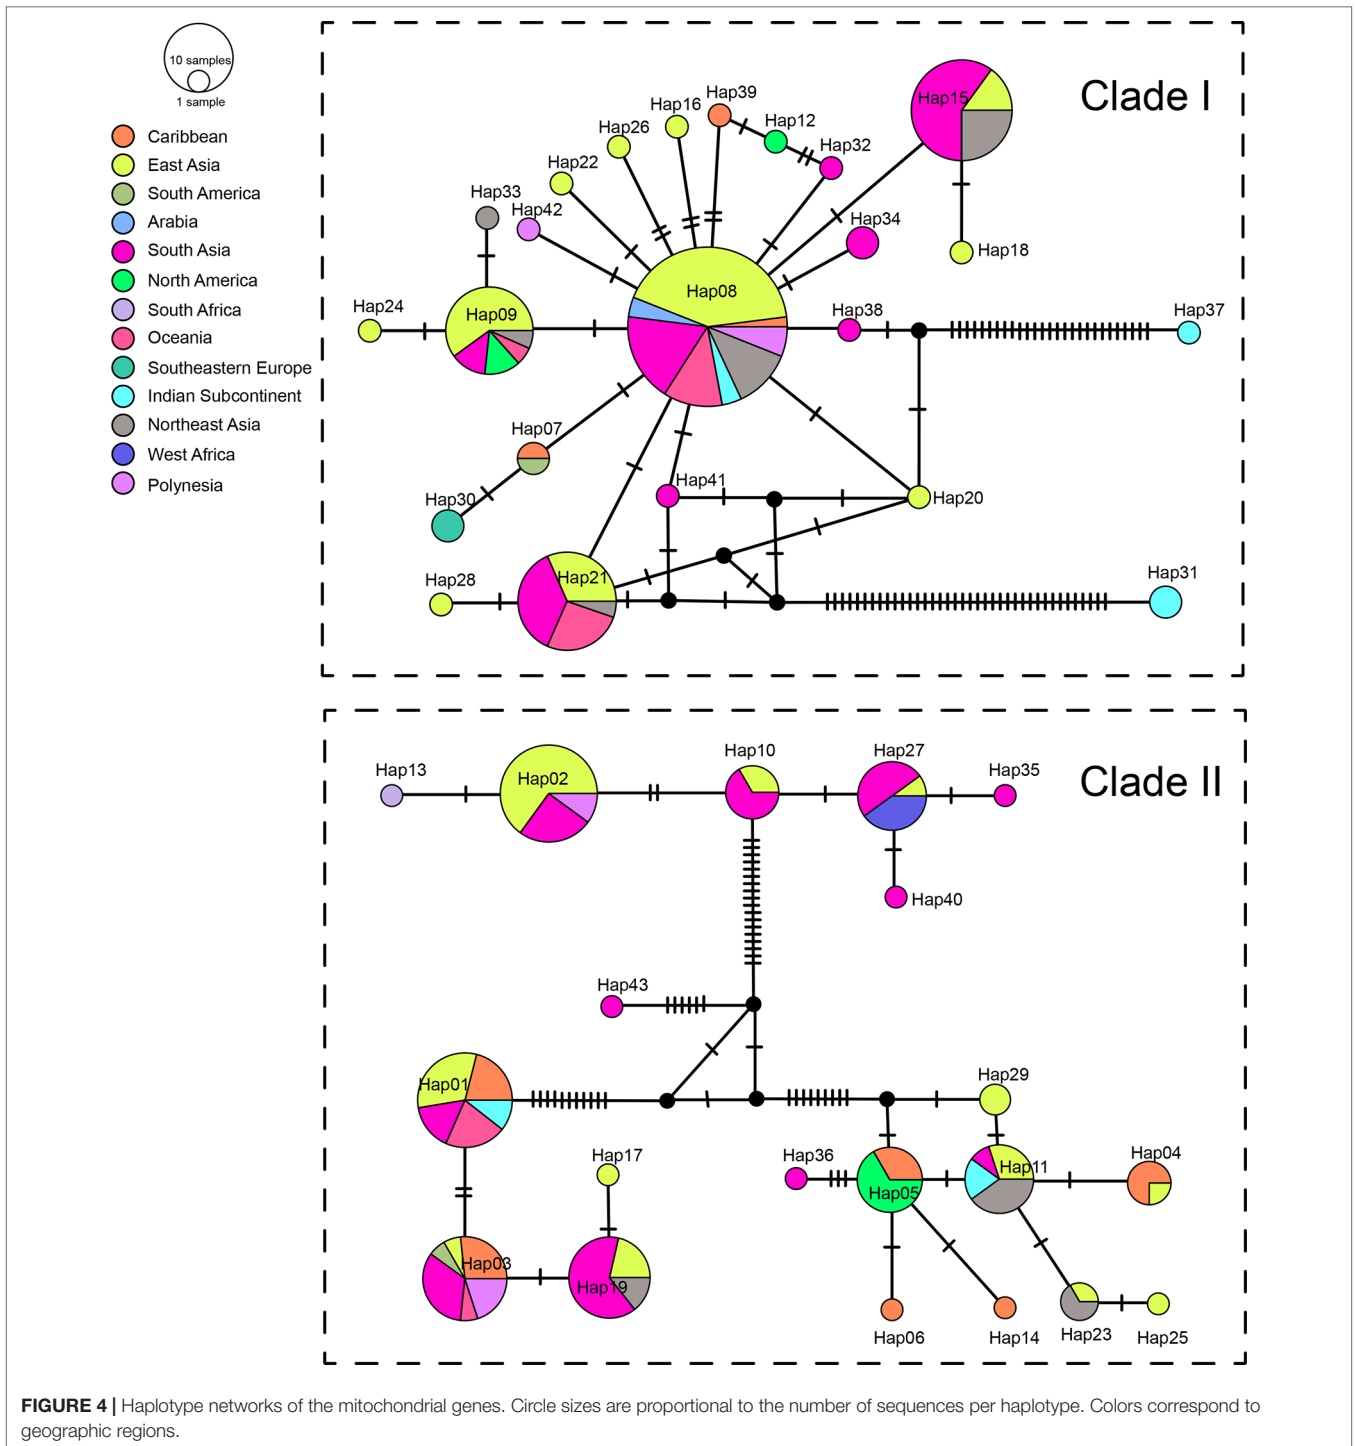 10 samples
1 sample
Caribbean
East Asia
South America
Arabia
South Asia
North America
South Africa
Oceania
Southeastern Europe
Indian Subcontinent
Northeast Asia
West Africa
Polynesia
Clade I
Hap39
Hap16
Hap12
Hap26
Hap32
Hap15
Hap22
Hap33
Hap42
Hap34
Hap18
Hap08
Hap24
Hap09
Hap38
Hap37
Hap07
Hap30
Hap41
Hap20
Hap28
Hap21
Hap31
Clade II
Hap13
Hap02
Hap10
Hap27
Hap35
Hap40
Hap43
Hap01
Hap29
Hap17
Hap36
Hap05
Hap11
Hap04
Hap03
Hap19
Hap06
Hap14
Hap23
Hap25
FIGURE 4 | Haplotype networks of the mitochondrial genes. Circle sizes are proportional to the number of sequences per haplotype. Colors correspond to
geographic regions.